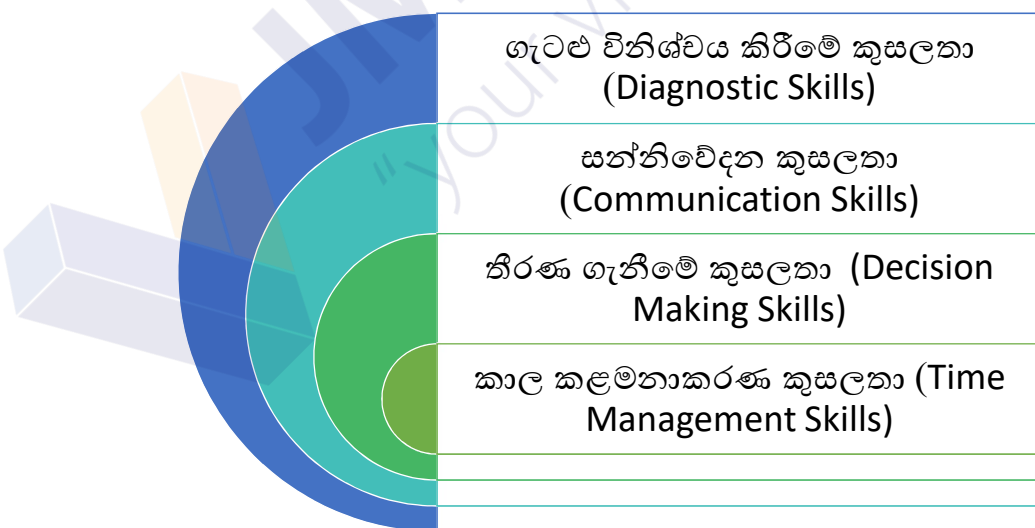 ගැටළු විනිශ්චය කිරීමේ කුසලතා
(Diagnostic Skills)
සන්නිවේදන කුසලතා
(Communication Skills)
තීරණ ගැනීමේ කුසලතා (Decision
Making Skills)
කාල කළමනාකරණ කුසලතා (Time
Management Skills)
"your